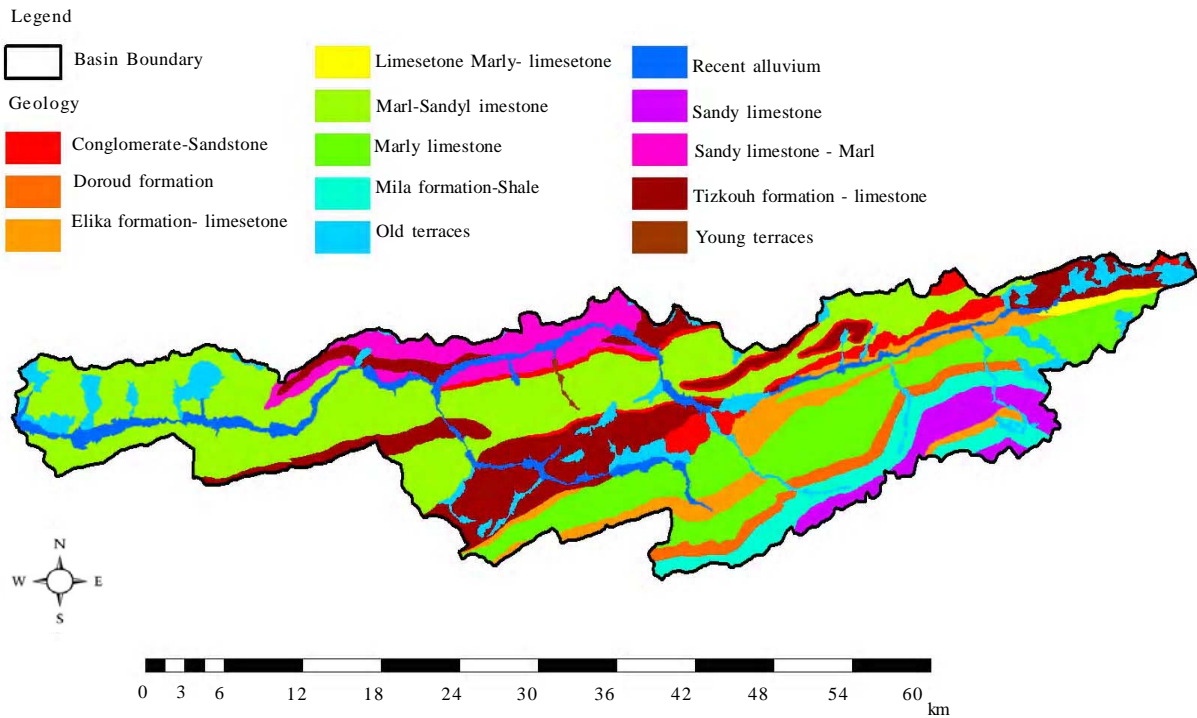 Legend
Basin Boundary
Geology
Conglomerate-Sandstone
Doroud formation
Elika formation- limesetone
Limesetone Marly- limesetone
Marl-Sandyl imestone
Marly limestone
Mila formation-Shale
Old terraces
Recent alluvium
Sandy limestone
Sandy limestone - Marl
Tizkouh formation - limestone
Young terraces
N
W E
S
0 3 6 12 18 24 30 36 42 48 54 60
km